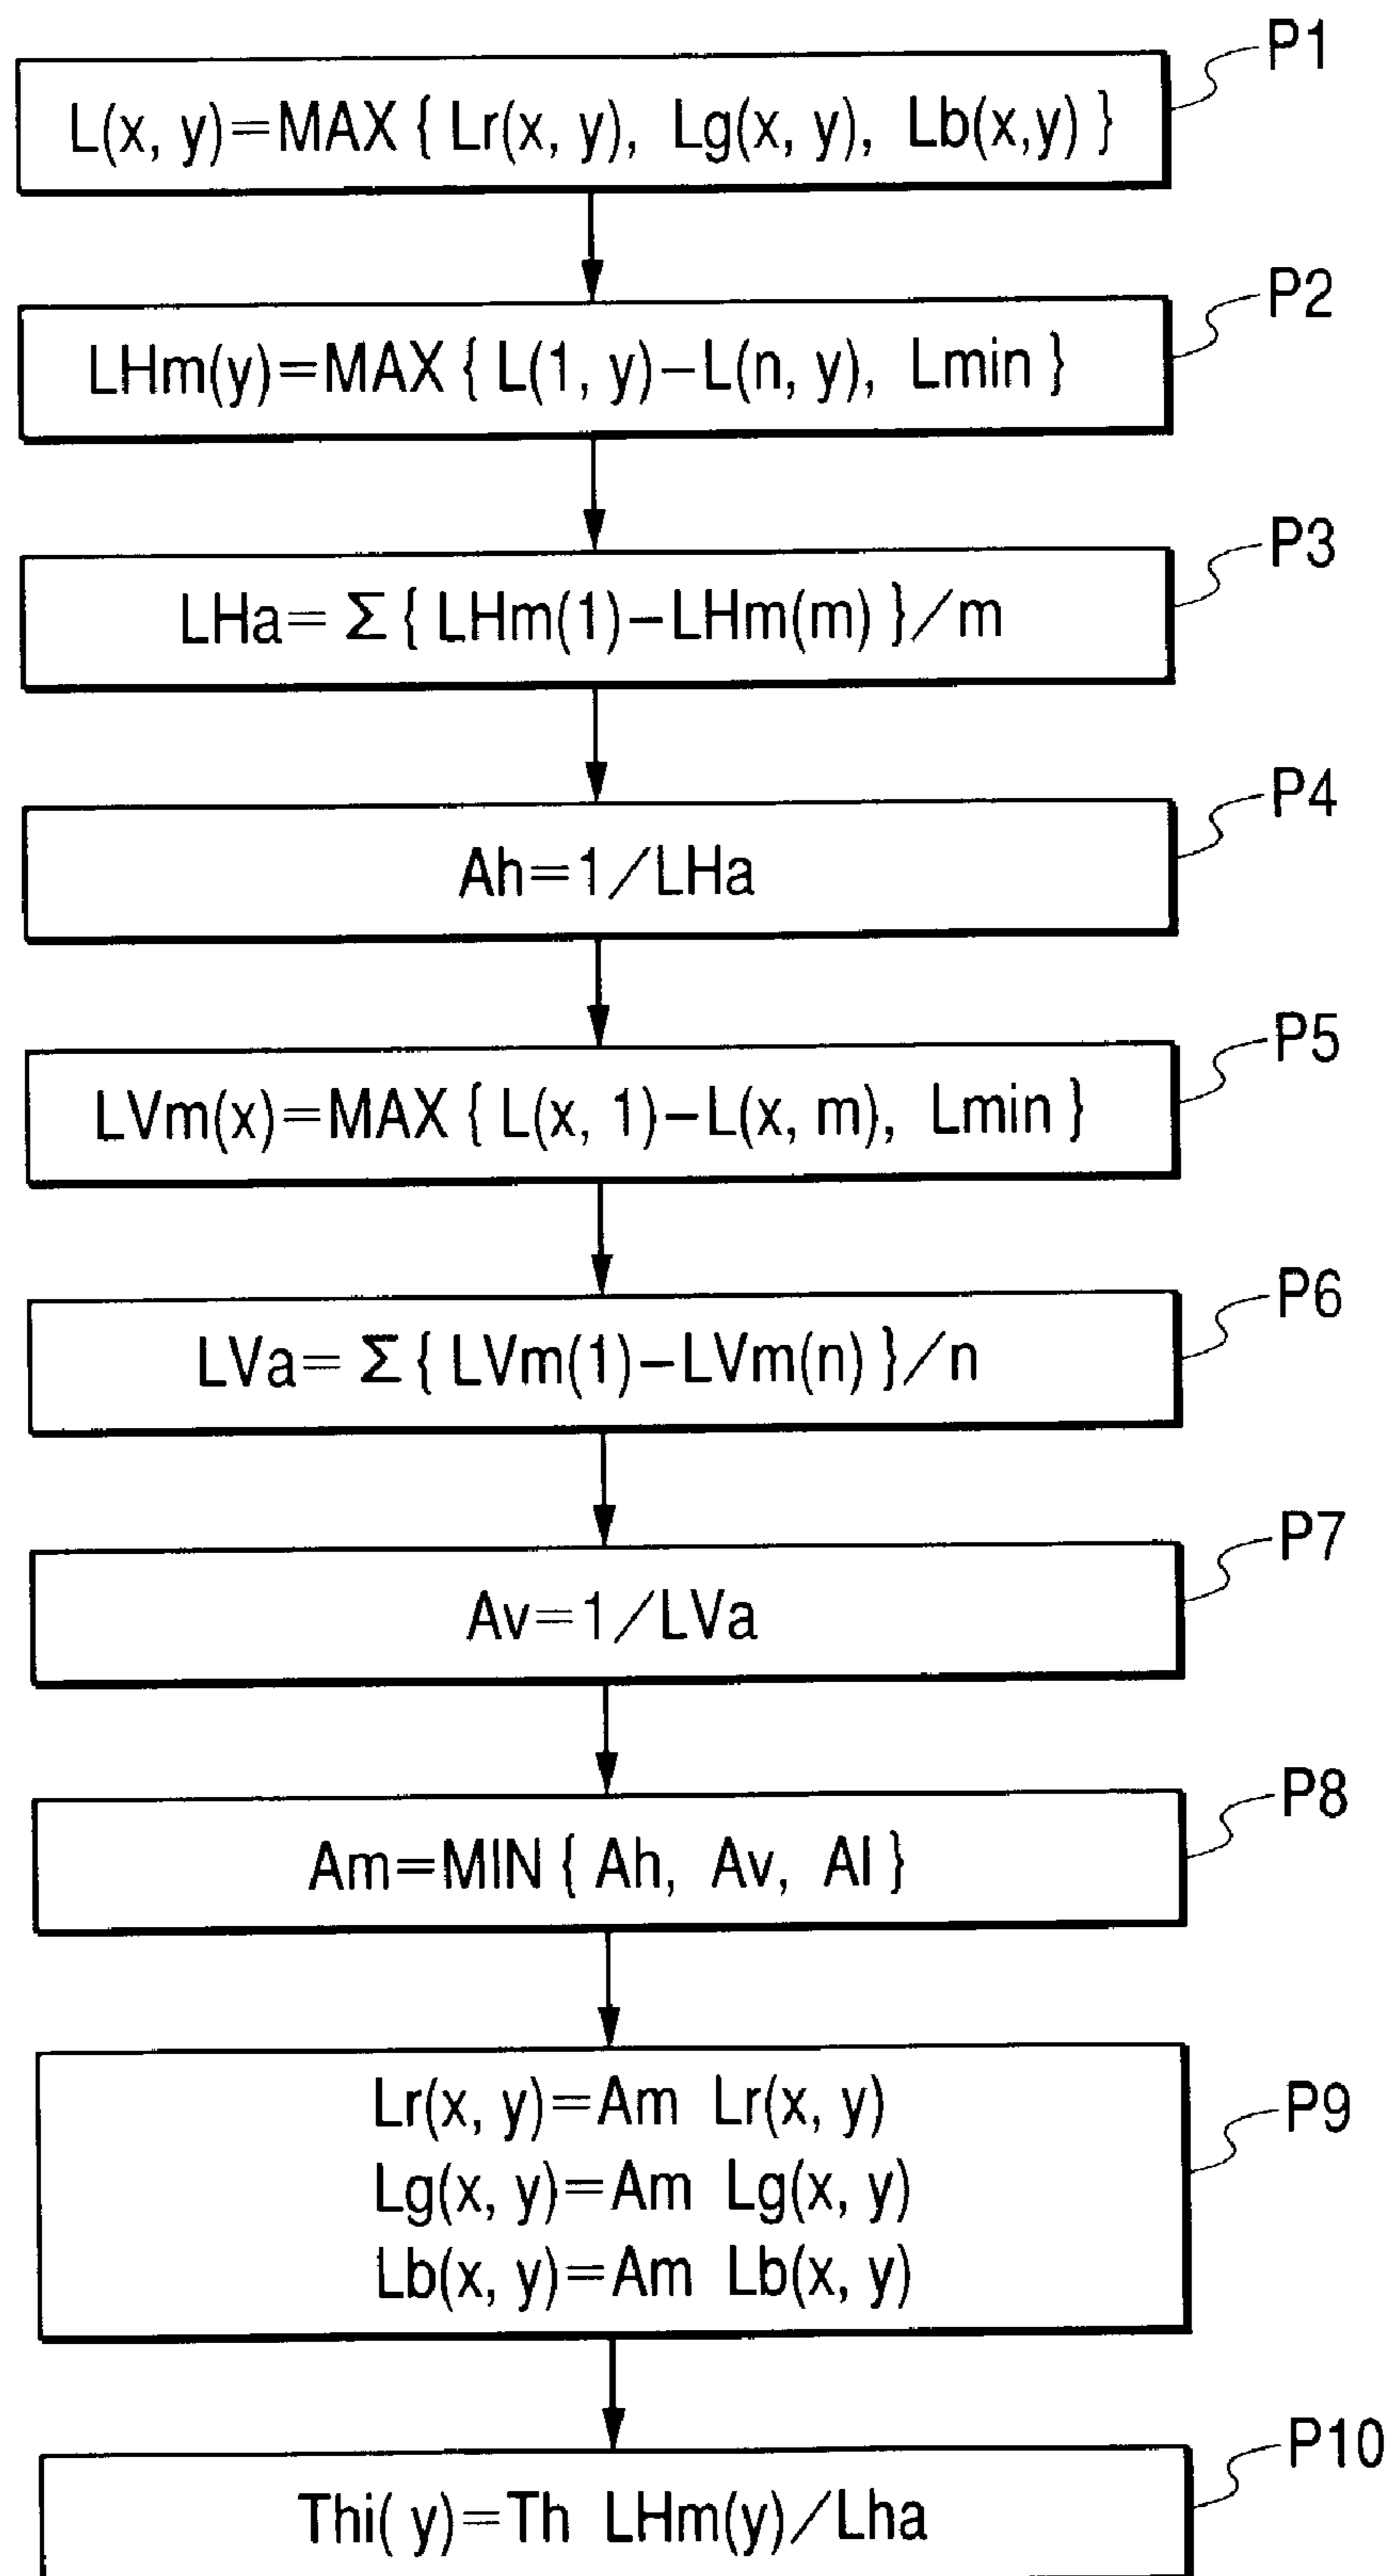 P1
L(x, y)=MAX { Lr(x, y), Lg(x, y), Lb(x,y) }
P2
LHm(y)=MAX { L(1, y)−L(n, y), Lmin }
P3
LHa= Σ { LHm(1)−LHm(m) }/m
P4
Ah=1/LHa
P5
LVm(x)=MAX { L(x, 1)−L(x, m), Lmin }
P6
LVa= Σ { LVm(1)−LVm(n) }/n
P7
Av=1/LVa
P8
Am=MIN { Ah, Av, Al }
P9
Lr(x, y)=Am Lr(x, y)
Lg(x, y)=Am Lg(x, y)
Lb(x, y)=Am Lb(x, y)
P10
Thi( y)=Th LHm(y)/Lha